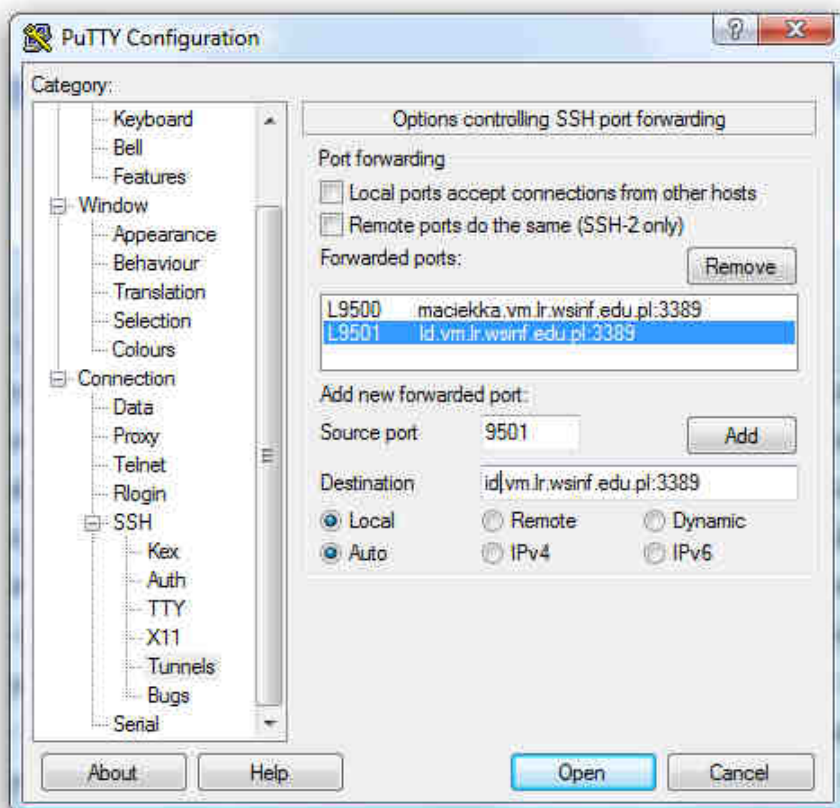 PuTTY Configuration
Category:
Keyboard
Bell
Features
Window
Appearance
Behaviour
Translation
Selection
Colours
Connection
Data
Proxy
Telnet
Rlogin
SSH
Kex
Auth
TTY
X11
Tunnels
Bugs
Serial
Options controlling SSH port forwarding
Port forwarding
Local ports accept connections from other hosts
Remote ports do the same (SSH-2 only)
Forwarded ports:
Remove
L9500 maciekka.vm.lr.wsinf.edu.pl:3389
L9501 id.vm.lr.wsinf.edu.pl:3389
Add new forwarded port:
Source port 9501 Add
Destination id.vm.lr.wsinf.edu.pl:3389
Local Remote Dynamic
Auto IPv4 IPv6
About Help Open Cancel